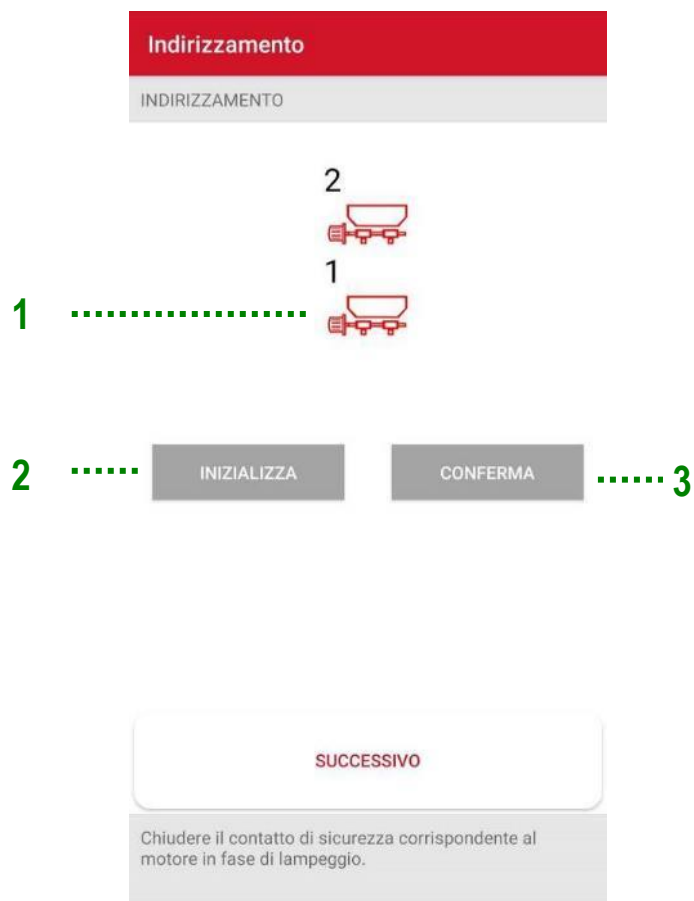 Indirizzamento
INDIRIZZAMENTO
2
1
1
2
INIZIALIZZA
CONFERMA
3
SUCCESSIVO
Chiudere il contatto di sicurezza corrispondente al
motore in fase di lampeggio.